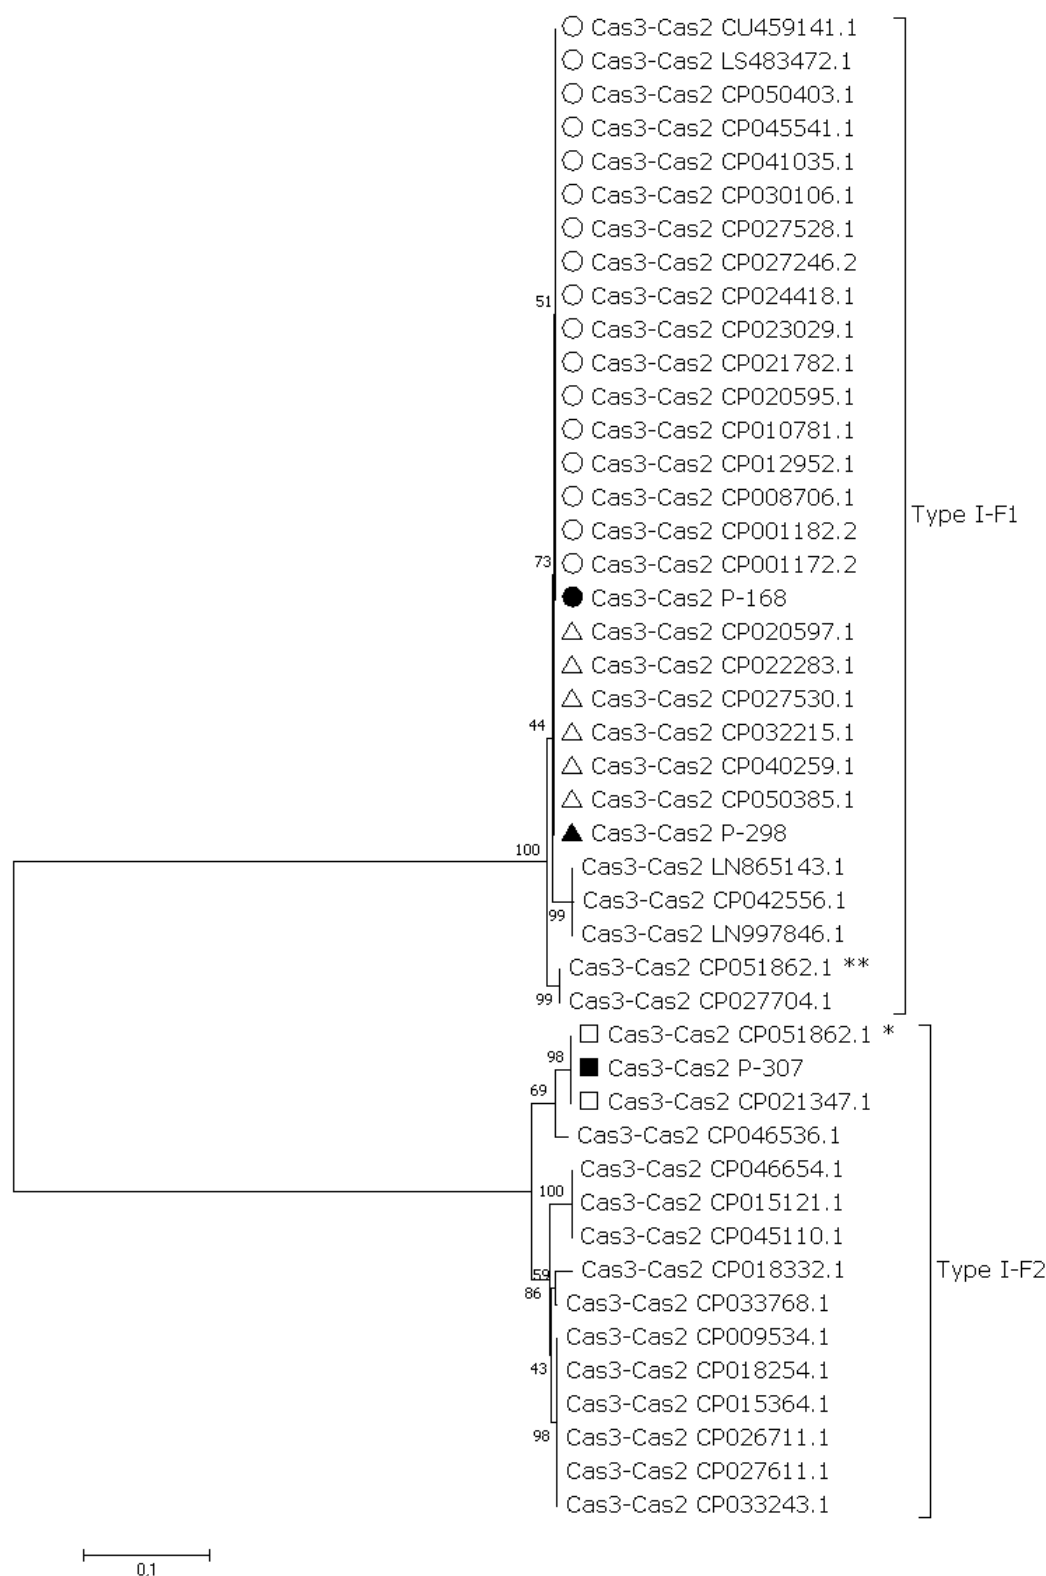 Cas3-Cas2 CU459141.1
Cas3-Cas2 LS483472.1
Cas3-Cas2 CP050403.1
Cas3-Cas2 CP045541.1
Cas3-Cas2 CP041035.1
Cas3-Cas2 CP030106.1
Cas3-Cas2 CP027528.1
Cas3-Cas2 CP027246.2
51
Cas3-Cas2 CP024418.1
Cas3-Cas2 CP023029.1
Cas3-Cas2 CP021782.1
Cas3-Cas2 CP020595.1
Cas3-Cas2 CP010781.1
Cas3-Cas2 CP012952.1
Cas3-Cas2 CP008706.1
Type I-F1
Cas3-Cas2 CP001182.2
73
Cas3-Cas2 CP001172.2
Cas3-Cas2 P-168
Cas3-Cas2 CP020597.1
Cas3-Cas2 CP022283.1
Cas3-Cas2 CP027530.1
44
Cas3-Cas2 CP032215.1
Cas3-Cas2 CP040259.1
Cas3-Cas2 CP050385.1
Cas3-Cas2 P-298
100
Cas3-Cas2 LN865143.1
Cas3-Cas2 CP042556.1
99
Cas3-Cas2 LN997846.1
Cas3-Cas2 CP051862.1 **
99
Cas3-Cas2 CP027704.1
Cas3-Cas2 CP051862.1 *
98
Cas3-Cas2 P-307
69
Cas3-Cas2 CP021347.1
Cas3-Cas2 CP046536.1
Cas3-Cas2 CP046654.1
100
Cas3-Cas2 CP015121.1
Cas3-Cas2 CP045110.1
59
Cas3-Cas2 CP018332.1
Type I-F2
86
Cas3-Cas2 CP033768.1
Cas3-Cas2 CP009534.1
43
Cas3-Cas2 CP018254.1
Cas3-Cas2 CP015364.1
98
Cas3-Cas2 CP026711.1
Cas3-Cas2 CP027611.1
Cas3-Cas2 CP033243.1
0.1